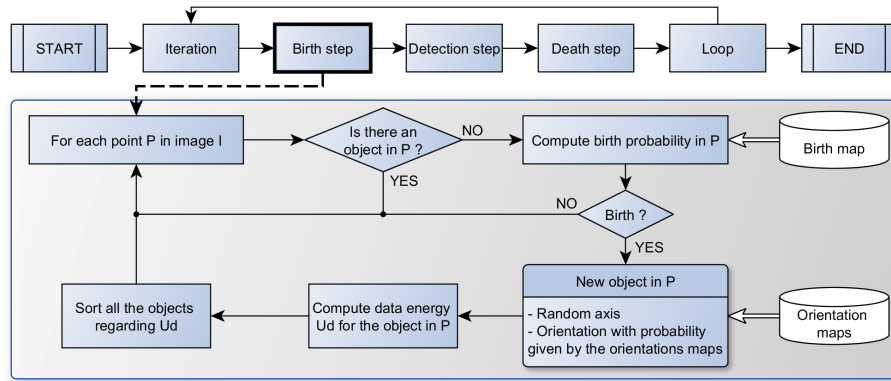 START
Iteration
Birth step
Detection step
Death step
Loop
END
For each point P in image I
Is there an
object in P ?
NO
YES
Compute birth probability in P
Birth map
NO
Birth ?
YES
New object in P
- Random axis
- Orientation with probability
given by the orientations maps
Orientation
maps
Compute data energy
Ud for the object in P
Sort all the objects
regarding Ud